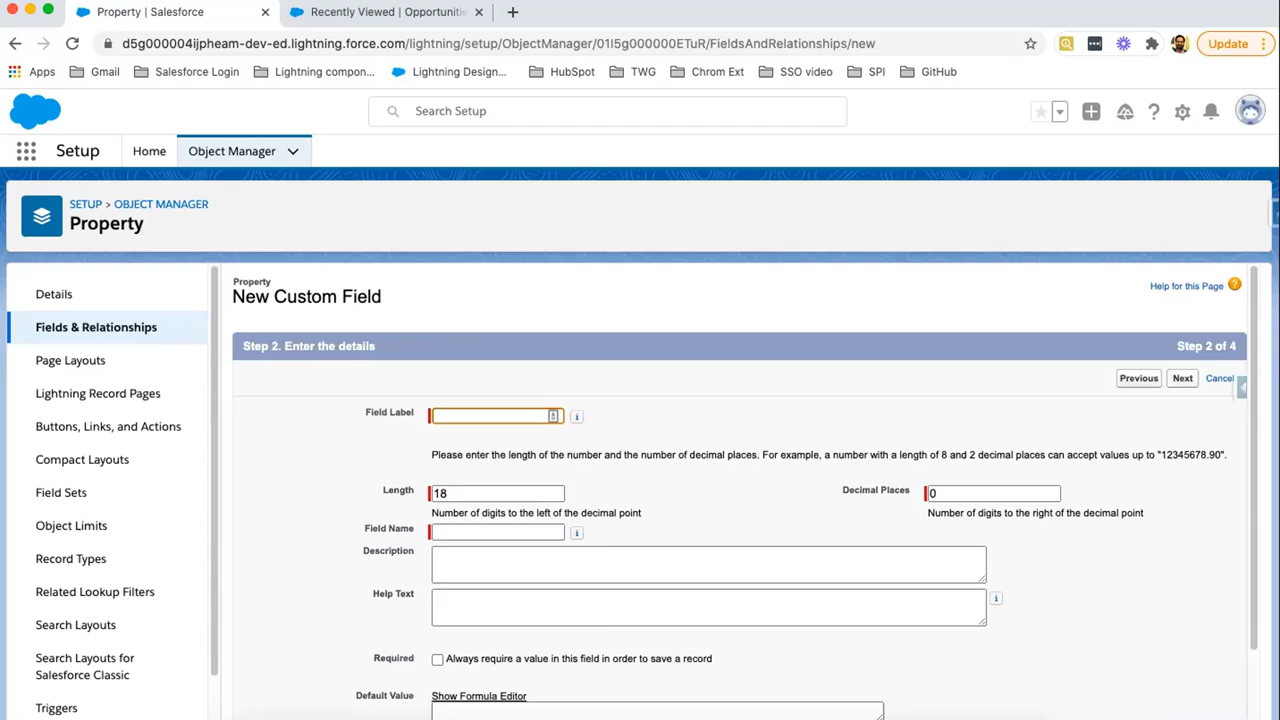 Property | Salesforce
Recently Viewed | Opportunitie
d5g000004ijpheam-dev-ed.lightning.force.com/lightning/setup/ObjectManager/01I5g000000ETuR/FieldsAndRelationships/new
Update
Apps
Gmail
Salesforce Login
Lightning compon...
Lightning Design...
HubSpot
TWG
Chrom Ext
SSO video
SPI
GitHub
Search Setup
Setup
Home
Object Manager
SETUP > OBJECT MANAGER
Property
Details
Fields & Relationships
Page Layouts
Lightning Record Pages
Buttons, Links, and Actions
Compact Layouts
Field Sets
Object Limits
Record Types
Related Lookup Filters
Search Layouts
Search Layouts for
Salesforce Classic
Triggers
Property
New Custom Field
Help for this Page
Step 2. Enter the details
Step 2 of 4
Previous
Next
Cancel
Field Label
Please enter the length of the number and the number of decimal places. For example, a number with a length of 8 and 2 decimal places can accept values up to "12345678.90".
Length
18
Decimal Places
0
Number of digits to the left of the decimal point
Number of digits to the right of the decimal point
Field Name
Description
Help Text
Required
Always require a value in this field in order to save a record
Default Value
Show Formula Editor